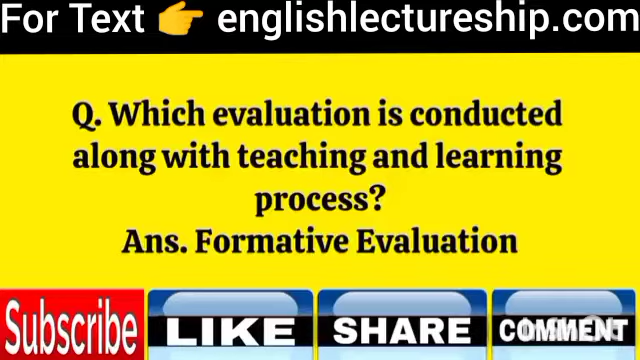 For Text 👉 englishlectureship.com
Q. Which evaluation is conducted
along with teaching and learning
process?
Ans. Formative Evaluation
Subscribe LIKE SHARE COMMENT